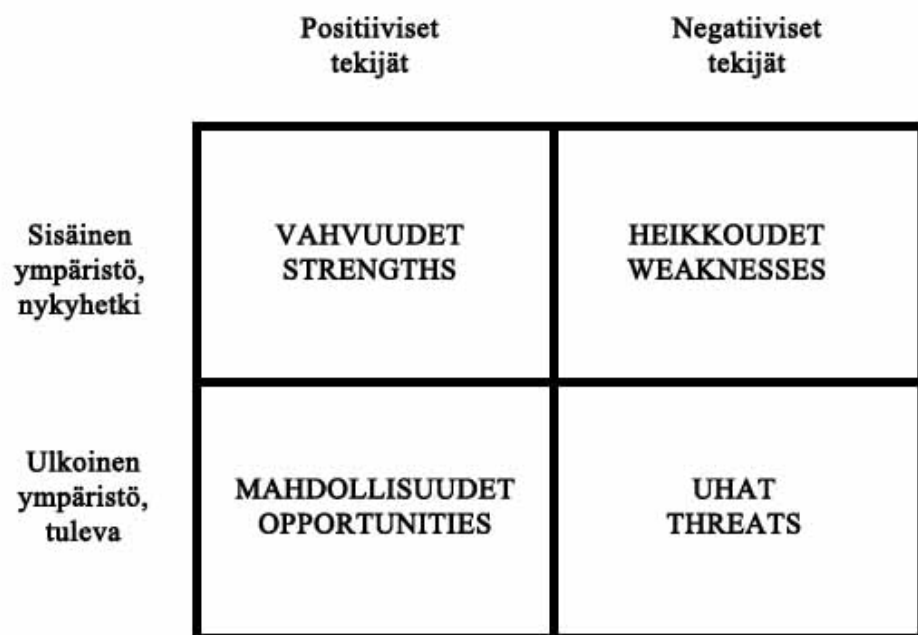 Positiiviset
tekijät
Negatiiviset
tekijät
Sisäinen
ympäristö,
nykyhetki
VAHVUUDET
STRENGTHS
HEIKKOUDET
WEAKNESSES
Ulkoinen
ympäristö,
tuleva
MAHDOLLISUUDET
OPPORTUNITIES
UHAT
THREATS